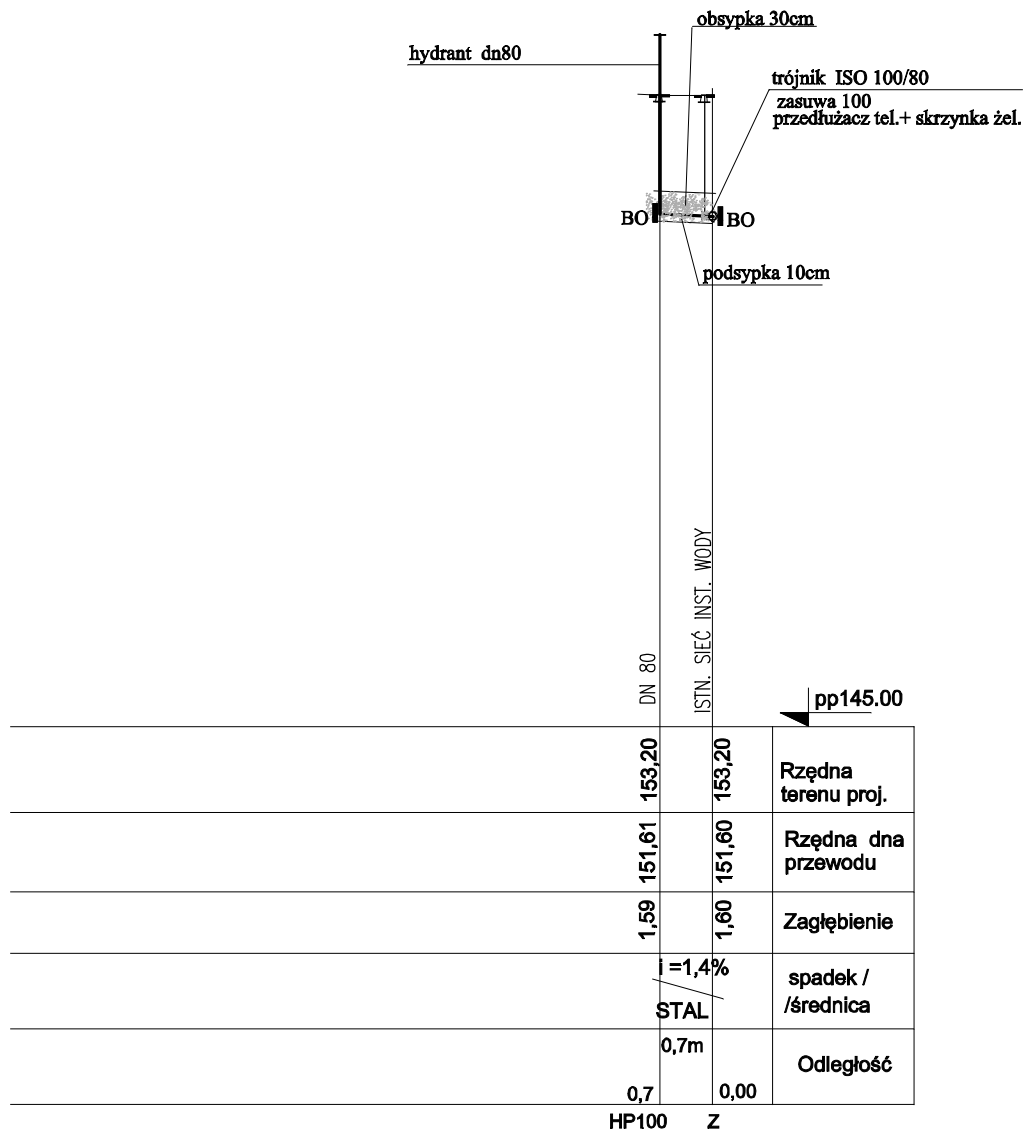 obsypka 30cm
hydrant dn80
trójnik ISO 100/80
zasuwa 100
przedłużacz tel.+ skrzynka żel.
BO
BO
podsypka 10cm
DN 80
ISTN. SIEĆ INST. WODY
pp145.00
153,20
153,20
Rzędna
terenu proj.
151,61
151,60
Rzędna dna
przewodu
1,59
1,60
Zagłębienie
i =1,4%
STAL
spadek /
/średnica
0,7m
Odległość
0,7
0,00
HP100
Z